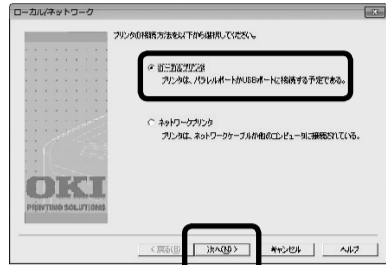 ローカル/ネットワーク
プリンタの接続方法を以下から選択してください。
ローカルプリンタ
プリンタは、パラレルポートかUSBポートに接続する予定である。
ネットワークプリンタ
プリンタは、ネットワークケーブルか他のコンピュータに接続されている。
OKI
PRINTING SOLUTIONS
< 戻る(B) 次へ(N) > キャンセル ヘルプ